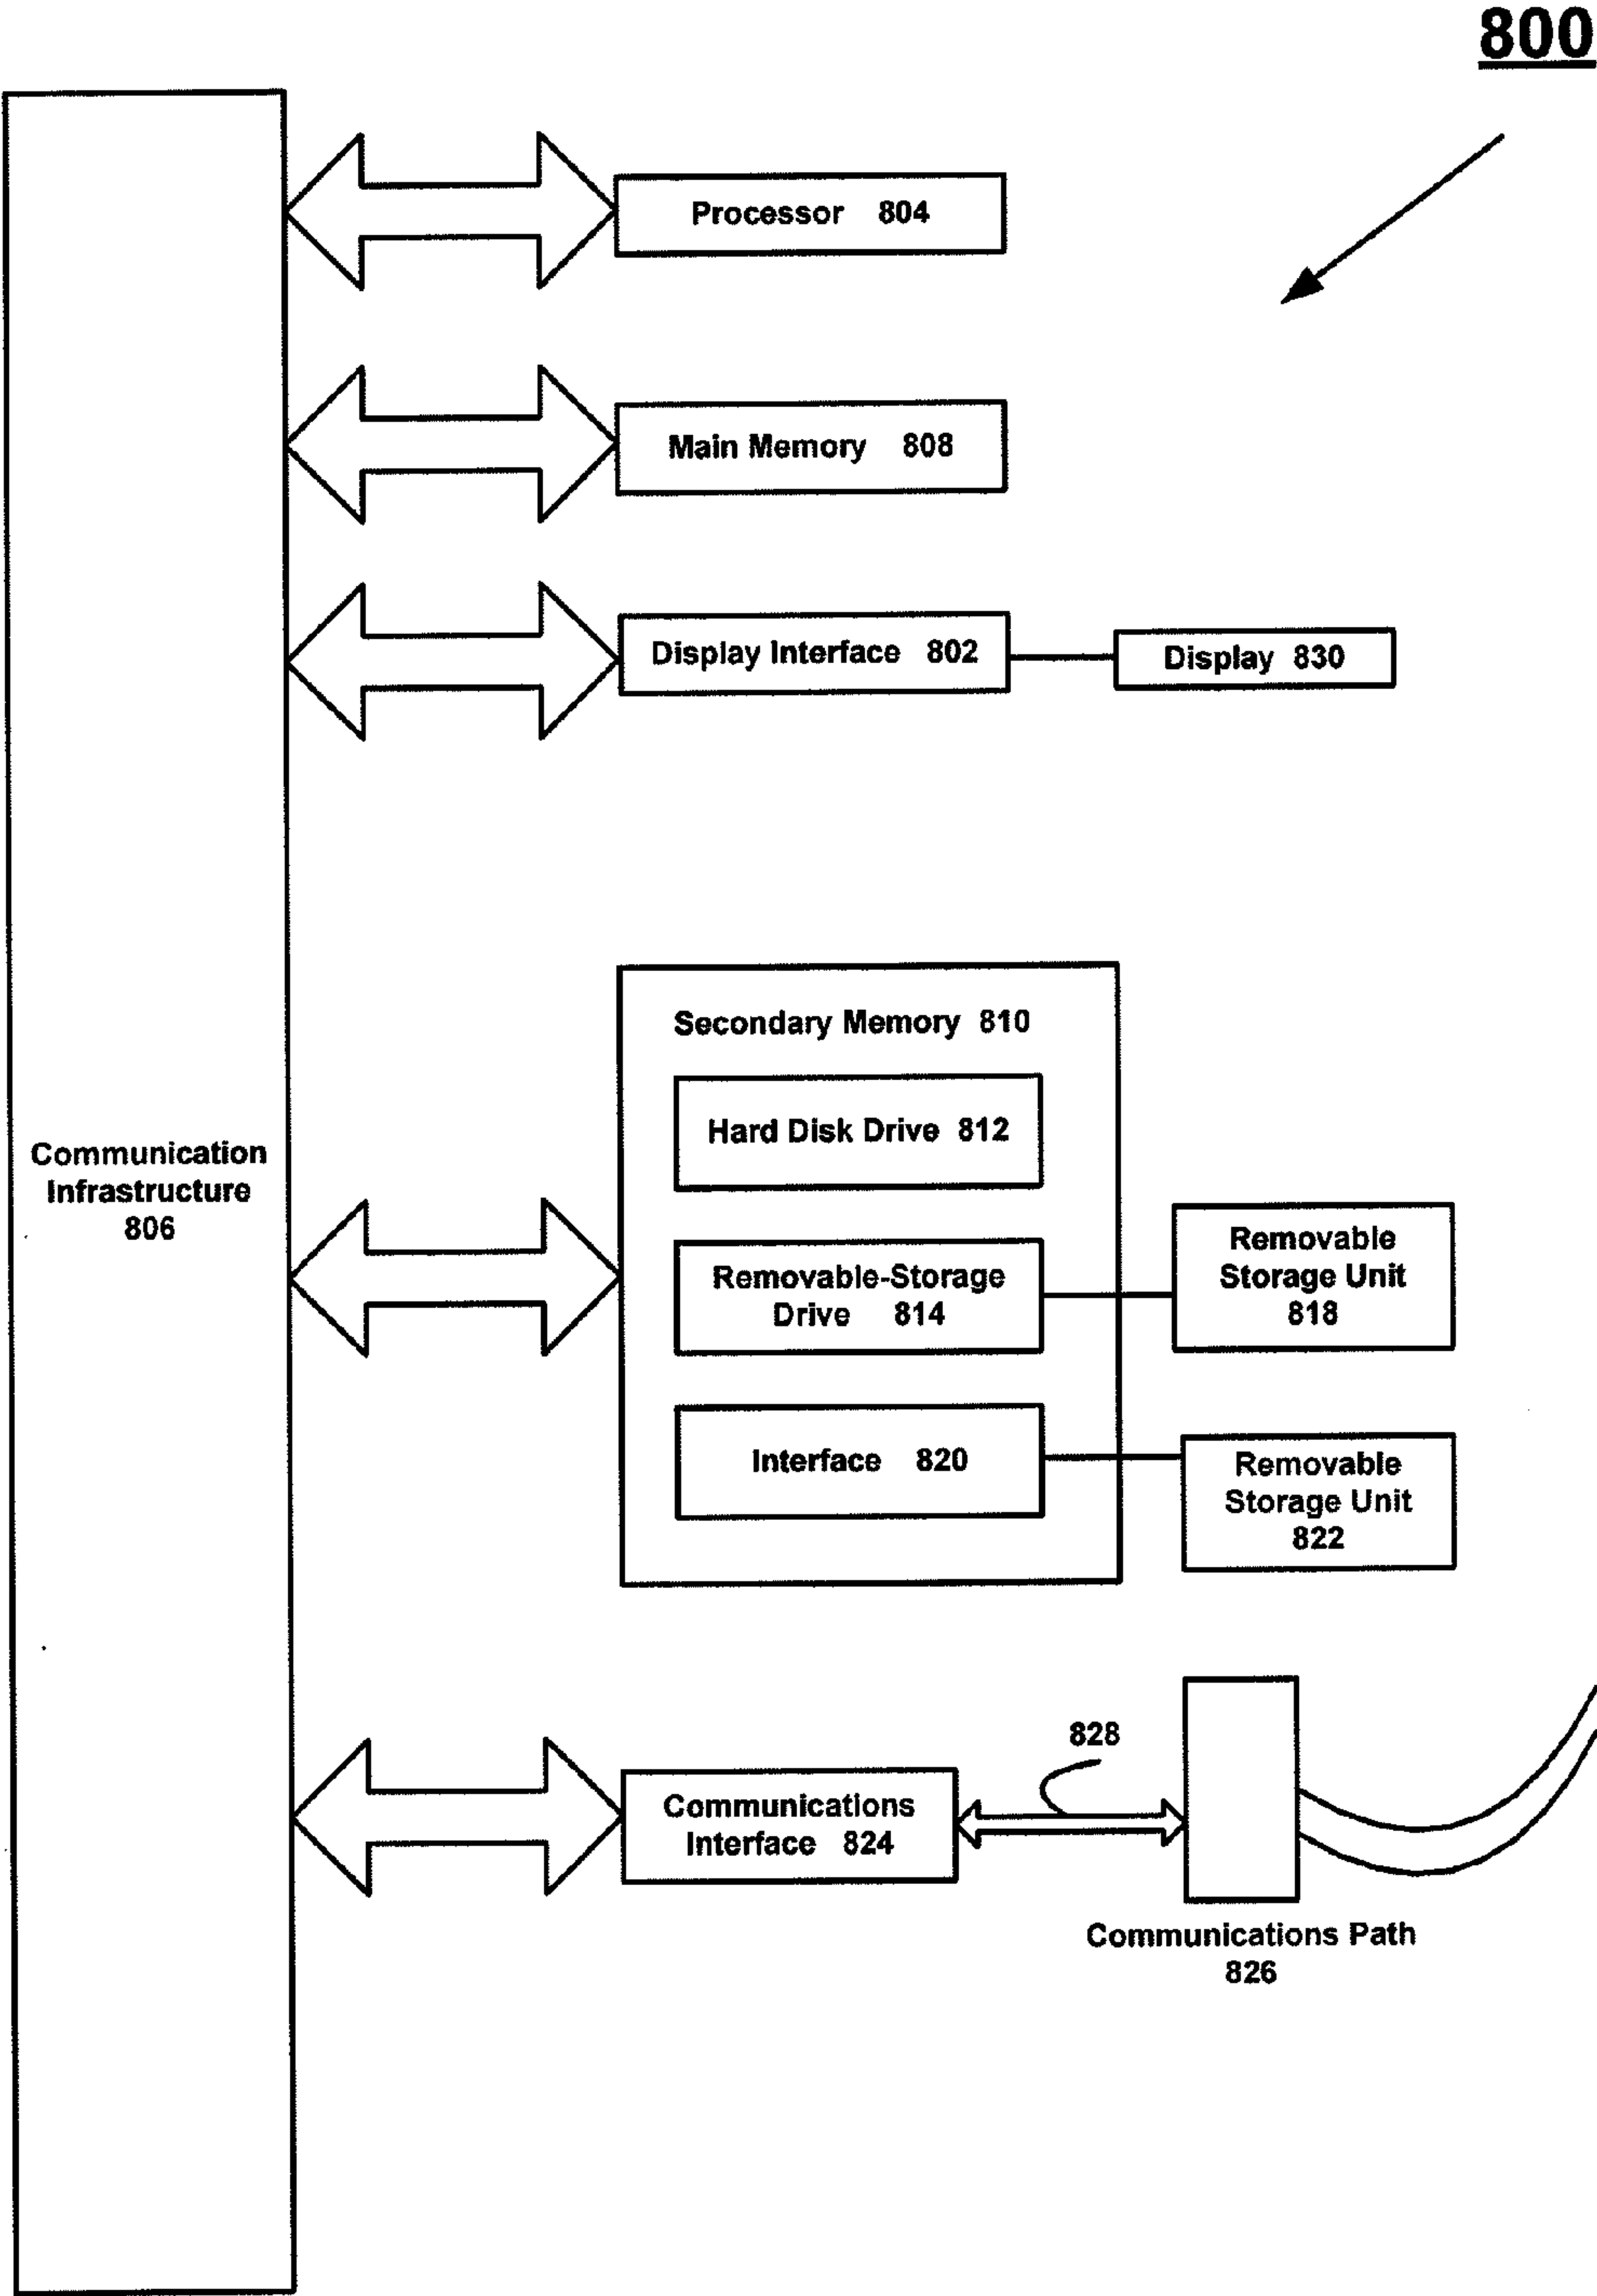 800
Processor 804
Main Memory 808
Display Interface 802
Display 830
Secondary Memory 810
Hard Disk Drive 812
Communication
Infrastructure
806
Removable-Storage
Drive 814
Removable
Storage Unit
818
Interface 820
Removable
Storage Unit
822
828
Communications
Interface 824
Communications Path
826